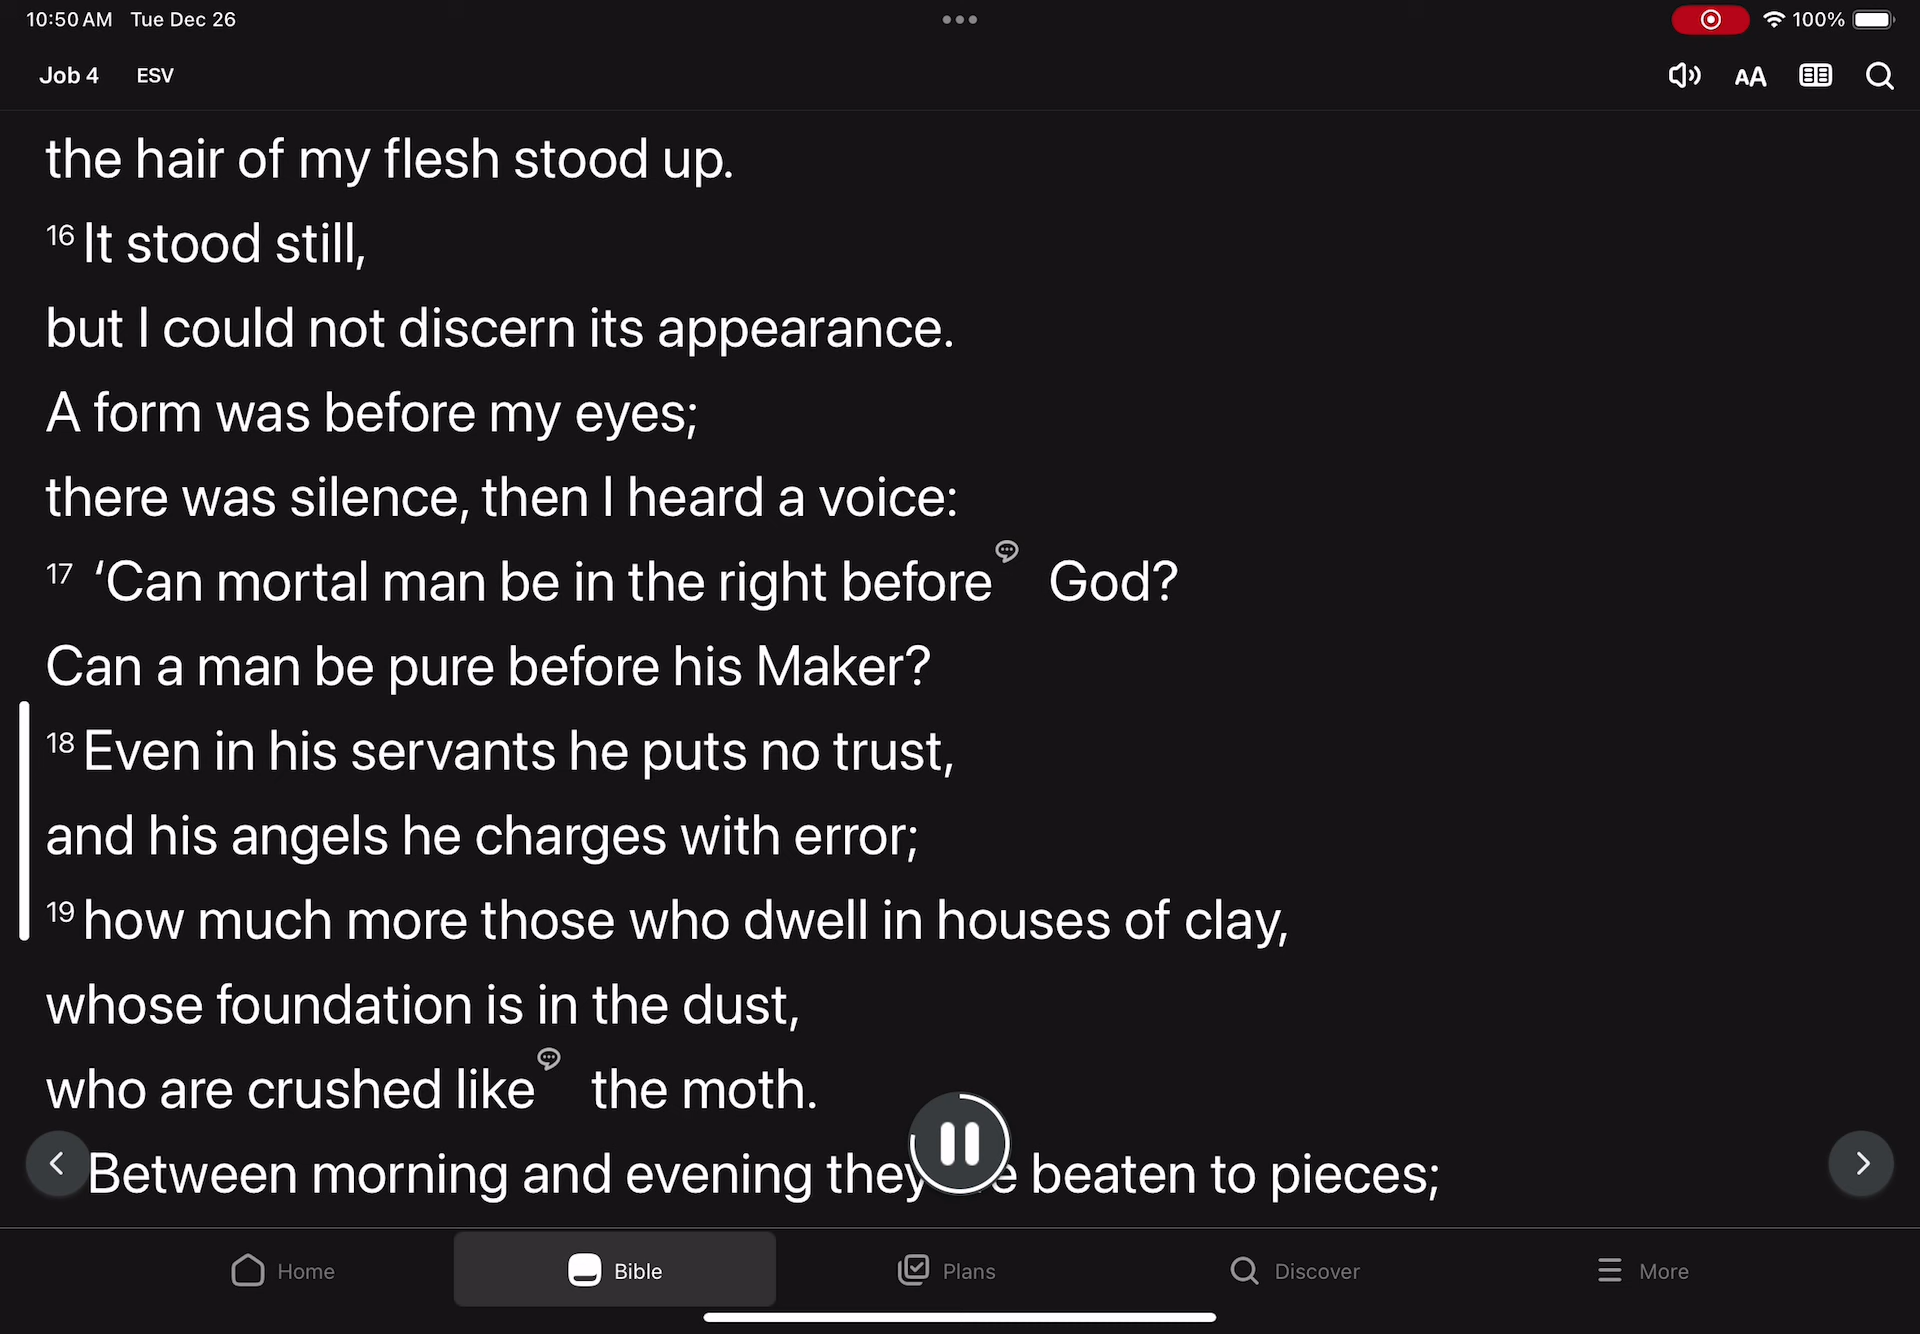 10:50 AM Tue Dec 26
100%
Job 4 ESV
AA
the hair of my flesh stood up.
16 It stood still,
but I could not discern its appearance.
A form was before my eyes;
there was silence, then I heard a voice:
17 ‘Can mortal man be in the right before God?
Can a man be pure before his Maker?
18 Even in his servants he puts no trust,
and his angels he charges with error;
19 how much more those who dwell in houses of clay,
whose foundation is in the dust,
who are crushed like the moth.
Between morning and evening they beaten to pieces;
Home Bible Plans Discover More